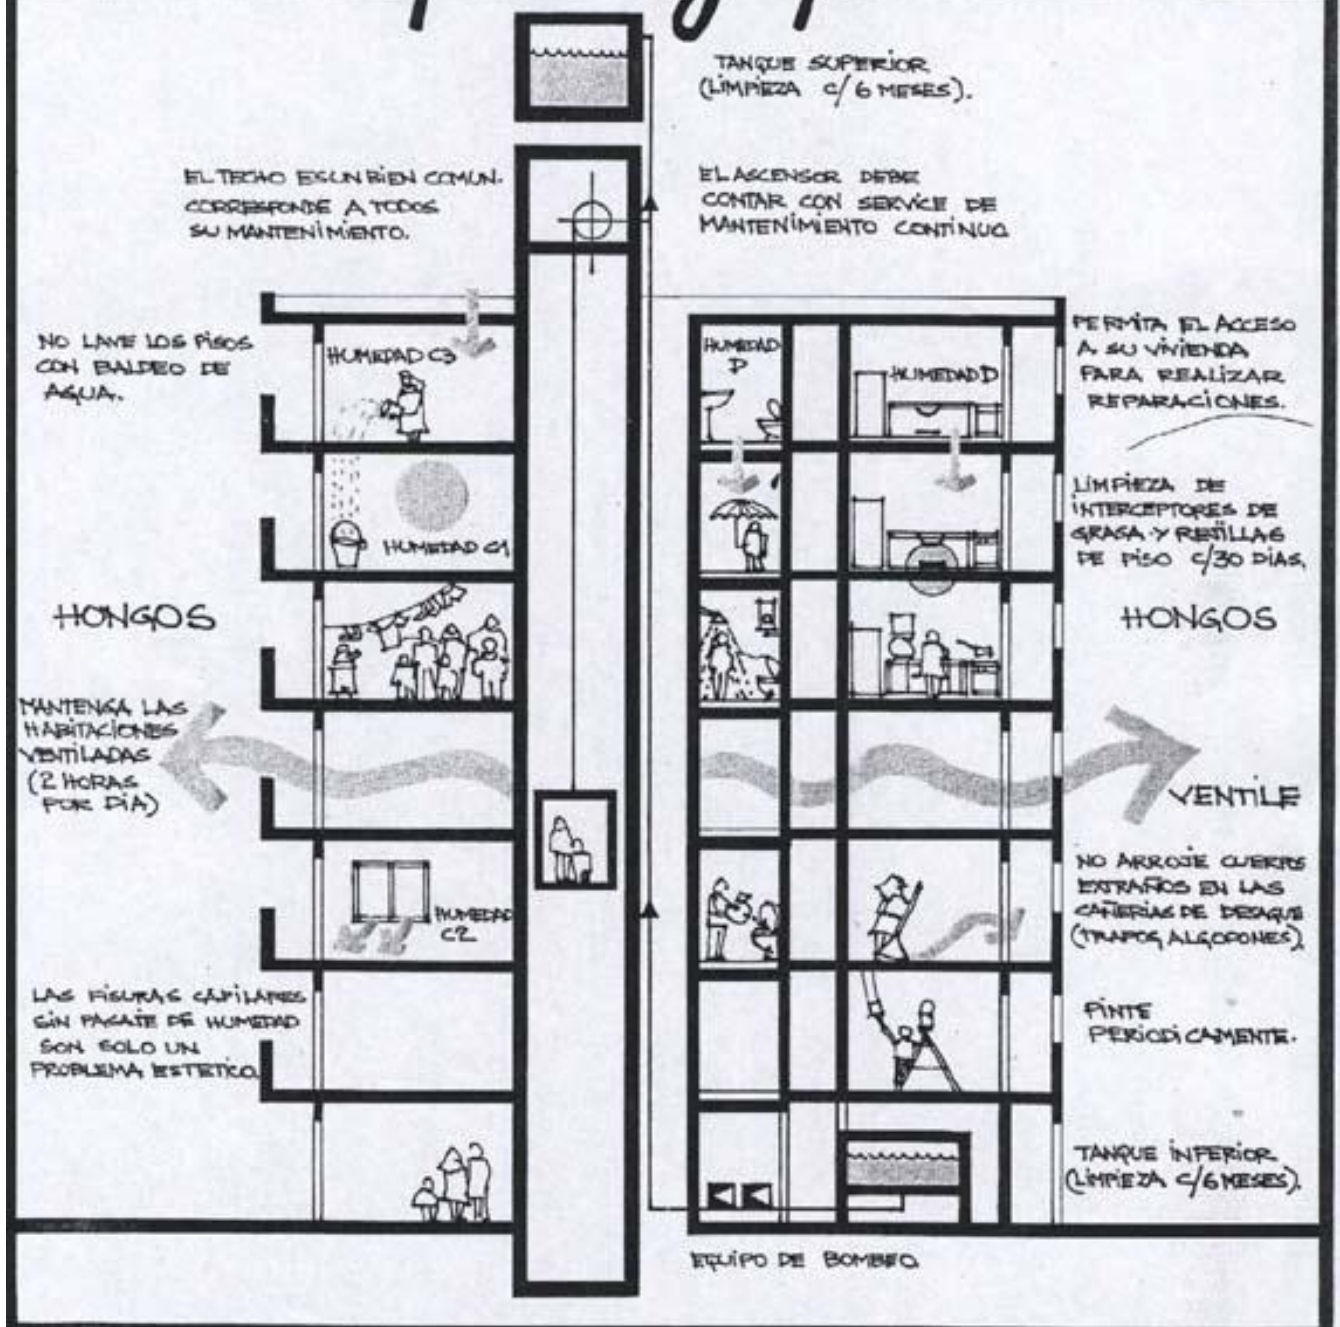 TANQUE SUPERIOR
(LIMPIEZA C/6 MESES).
EL TECHO ES UN BIEN COMUN.
CORRESPONDE A TODOS
SU MANTENIMIENTO.
EL ASCENSOR DEBE
CONTAR CON SERVICE DE
MANTENIMIENTO CONTINUO
NO LAVE LOS PISOS
CON BALDEO DE
AGUA.
HUMEDAD C3
HUMEDAD
D
HUMEDAD D
PERMITA EL ACCESO
A SU VIVIENDA
PARA REALIZAR
REPARACIONES.
HUMEDAD C1
LIMPIEZA DE
INTERCEPTORES DE
GRASA Y REJILLAS
DE PISO C/30 DIAS.
HONGOS
HONGOS
MANTENGA LAS
HABITACIONES
VENTILADAS
(2 HORAS
POR DIA)
VENTILE
HUMEDAD
C2
NO ARROJE CUERPOS
EXTRAÑOS EN LAS
CAÑERIAS DE DESAGUE
(TRAPOS, ALGODONES).
LAS FISURAS CAPILARES
SIN PASAJE DE HUMEDAD
SON SOLO UN
PROBLEMA ESTETICO.
PINTE
PERIODICAMENTE.
TANQUE INFERIOR
(LIMPIEZA C/6 MESES).
EQUIPO DE BOMBEO.